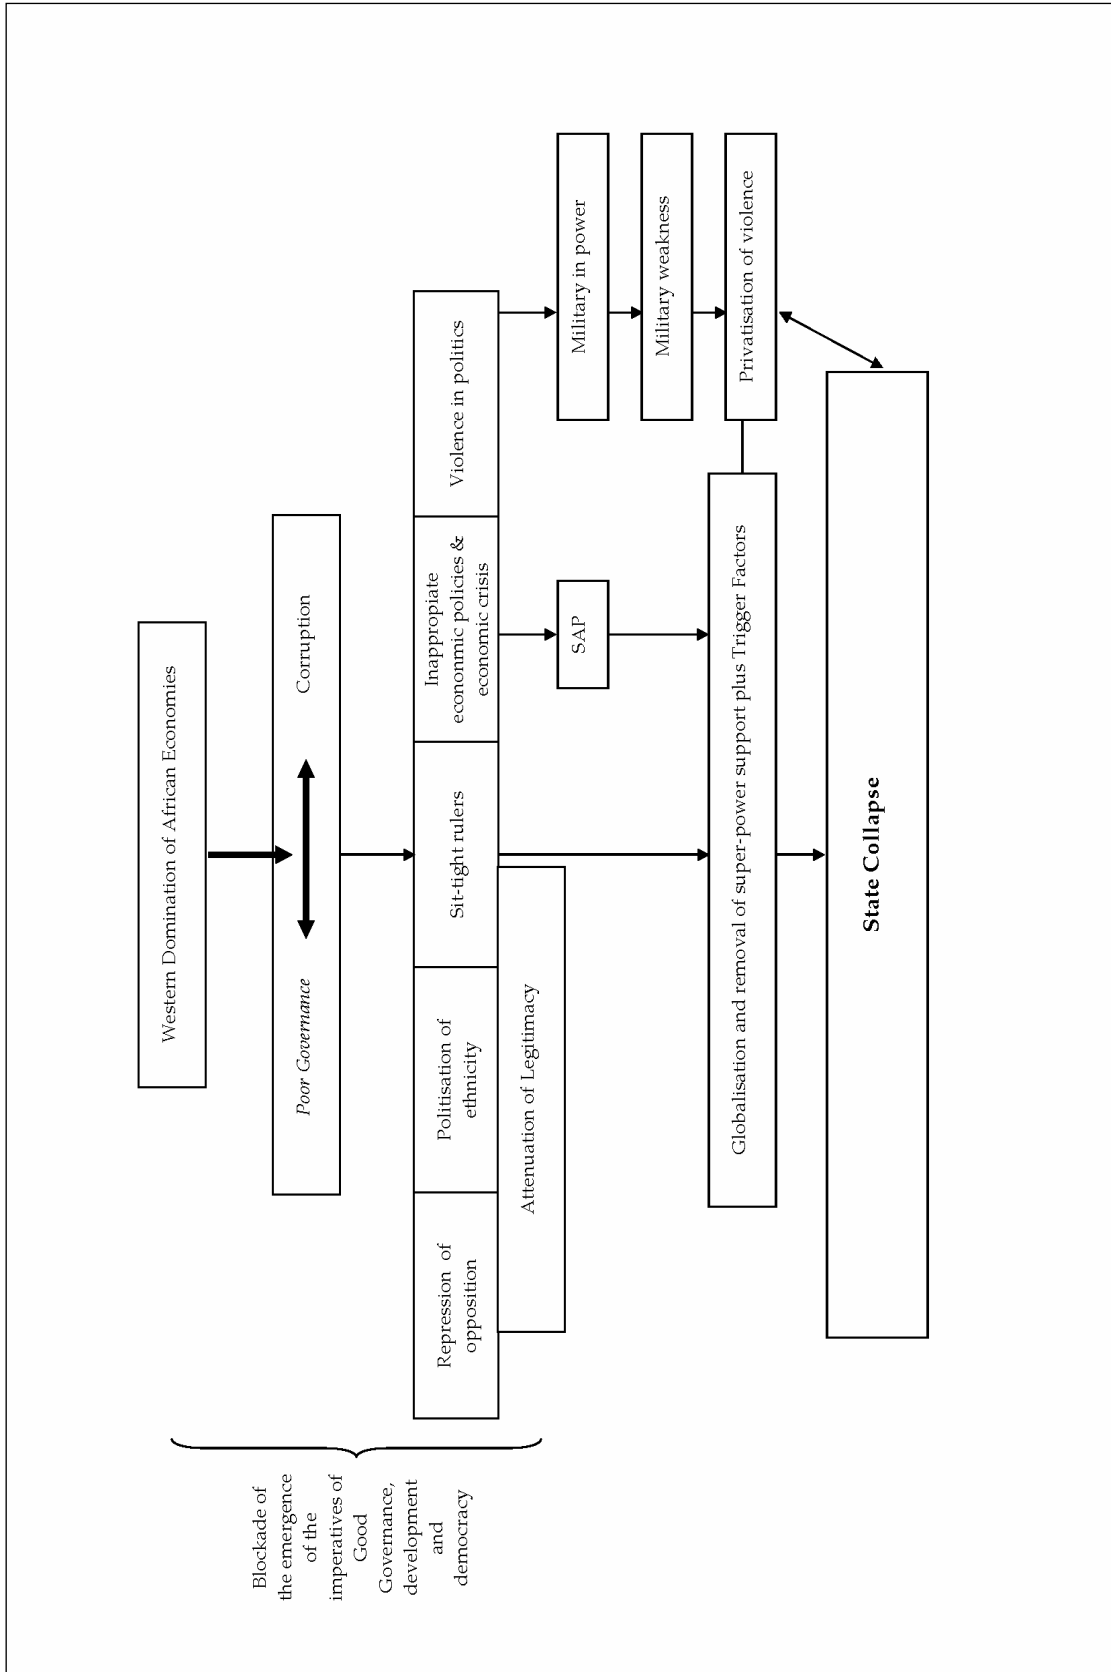 Blockade of
the emergence
of the
imperatives of
Good
Governance,
development
and
democracy
Western Domination of African Economies
Poor Governance
Corruption
Repression of
opposition
Politisation of
ethnicity
Sit-tight rulers
Inappropiate
econonmic policies &
economic crisis
Violence in politics
Attenuation of Legitimacy
SAP
Military in power
Military weakness
Privatisation of violence
Globalisation and removal of super-power support plus Trigger Factors
State Collapse